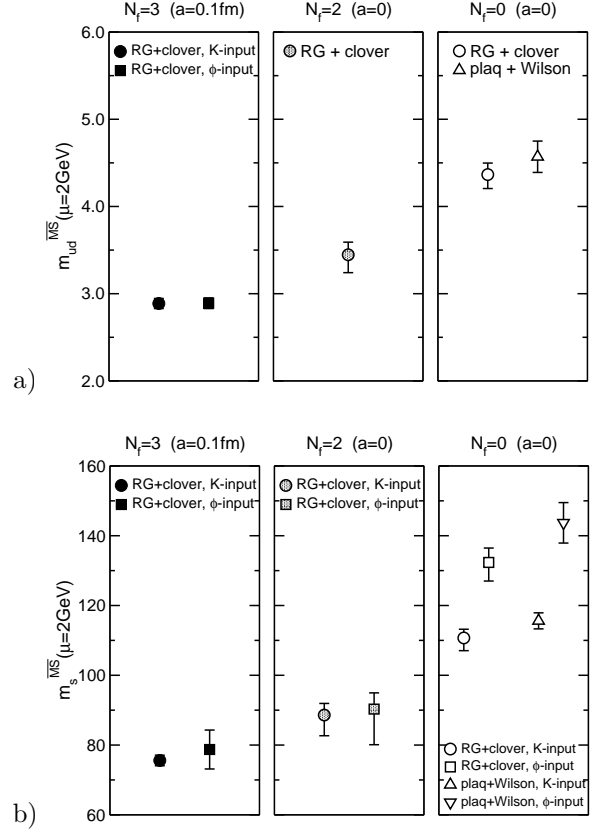 N_f=3 (a=0.1fm) N_f=2 (a=0) N_f=0 (a=0)
6.0
RG+clover, K-input RG + clover RG + clover
RG+clover, ϕ-input plaq + Wilson
5.0
4.0
3.0
2.0
m_ud^MS̅(μ=2GeV)
a)
N_f=3 (a=0.1fm) N_f=2 (a=0) N_f=0 (a=0)
160
RG+clover, K-input RG+clover, K-input
RG+clover, ϕ-input RG+clover, ϕ-input
140
120
100
80
60
m_s^MS̅(μ=2GeV)
RG+clover, K-input
RG+clover, ϕ-input
plaq+Wilson, K-input
plaq+Wilson, ϕ-input
b)